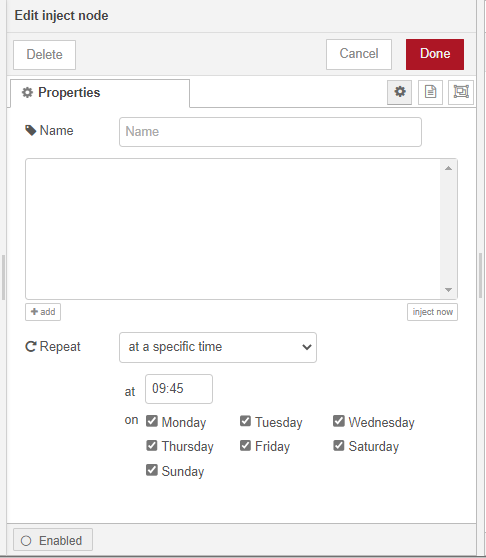 Edit inject node
Delete Cancel Done
Properties
Name Name
add inject now
Repeat at a specific time
at 09:45
on Monday Tuesday Wednesday
Thursday Friday Saturday
Sunday
Enabled